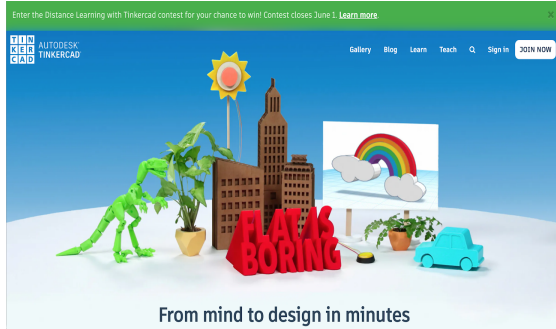 Enter the Distance Learning with Tinkercad contest for your chance to win! Contest closes June 1. Learn more.
×
TIN
KER
CAD
AUTODESK®
TINKERCAD®
Gallery Blog Learn Teach Sign in JOIN NOW
FLAT IS
BORING
From mind to design in minutes